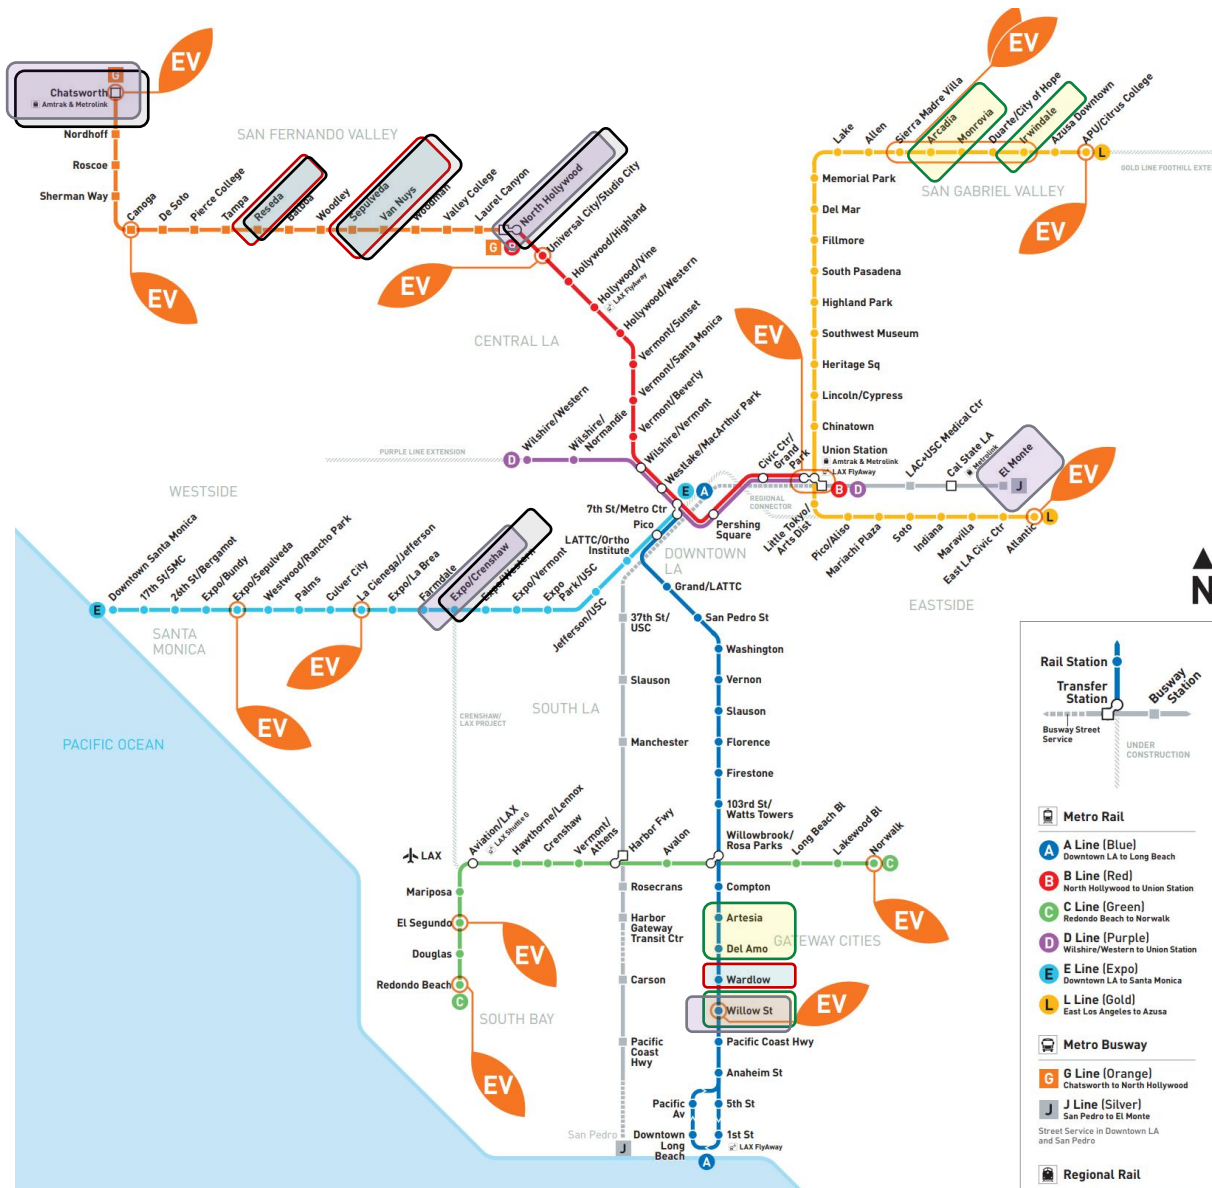 EV
EV
G
Chatsworth
Amtrak & Metrolink
Nordhoff
Roscoe
Sherman Way
SAN FERNANDO VALLEY
Canoga
De Soto
Pierce College
Tampa
Reseda
Balboa
Woodley
Sepulveda
Van Nuys
Woodman
Valley College
Laurel Canyon
North Hollywood
G
Universal City/Studio City
EV
EV
Hollywood/Highland
Hollywood/Vine
LAX FlyAway
Hollywood/Western
CENTRAL LA
Vermont/Sunset
Vermont/Santa Monica
Vermont/Beverly
Wilshire/Vermont
Westlake/MacArthur Park
Lake
Allen
Sierra Madre Villa
Arcadia
Monrovia
Duarte/City of Hope
Irwindale
Azusa Downtown
APU/Citrus College
L
GOLD LINE FOOTHILL EXTE
SAN GABRIEL VALLEY
EV
Memorial Park
Del Mar
Fillmore
South Pasadena
Highland Park
Southwest Museum
Heritage Sq
Lincoln/Cypress
Chinatown
EV
Union Station
Amtrak & Metrolink
LAX FlyAway
B
D
LAC+USC Medical Ctr
Cal State LA
Metrolink
El Monte
J
EV
PURPLE LINE EXTENSION
D
Wilshire/Western
Wilshire/
Normandie
Civic Ctr/
Grand
Park
E
A
REGIONAL
CONNECTOR
7th St/Metro Ctr
Pico
Pershing
Square
Little Tokyo/
Arts Dist
Pico/Aliso
Mariachi Plaza
Soto
Indiana
Maravilla
East LA Civic Ctr
Atlantic
L
DOWNTOWN
LA
EASTSIDE
N
WESTSIDE
E
Downtown Santa Monica
17th St/SMC
26th St/Bergamot
Expo/Bundy
Expo/Sepulveda
Westwood/Rancho Park
Palms
Culver City
La Cienega/Jefferson
Expo/La Brea
Farmdale
Expo/Crenshaw
Expo/Western
Expo/Vermont
Expo
Park/USC
Jefferson/USC
LATTC/Ortho
Institute
SANTA
MONICA
EV
EV
Grand/LATTC
San Pedro St
Washington
Vernon
Slauson
Florence
Firestone
103rd St/
Watts Towers
Willowbrook/
Rosa Parks
37th St/
USC
Slauson
Manchester
SOUTH LA
CRENSHAW/
LAX PROJECT
PACIFIC OCEAN
LAX
Aviation/LAX
LAX Shuttle G
Hawthorne/Lennox
Crenshaw
Vermont/
Athens
Harbor Fwy
Avalon
Long Beach Bl
Lakewood Bl
Norwalk
C
EV
Mariposa
El Segundo
Douglas
Redondo Beach
C
EV
EV
SOUTH BAY
Rosecrans
Harbor
Gateway
Transit Ctr
Carson
Pacific
Coast
Hwy
San Pedro
J
Compton
Artesia
Del Amo
GATEWAY CITIES
Wardlow
Willow St
EV
Pacific Coast Hwy
Anaheim St
Pacific
Av
5th St
Downtown
Long
Beach
1st St
LAX FlyAway
A
Rail Station
Transfer
Station
Busway
Station
Busway Street
Service
UNDER
CONSTRUCTION
Metro Rail
A
A Line (Blue)
Downtown LA to Long Beach
B
B Line (Red)
North Hollywood to Union Station
C
C Line (Green)
Redondo Beach to Norwalk
D
D Line (Purple)
Wilshire/Western to Union Station
E
E Line (Expo)
Downtown LA to Santa Monica
L
L Line (Gold)
East Los Angeles to Azusa
Metro Busway
G
G Line (Orange)
Chatsworth to North Hollywood
J
J Line (Silver)
San Pedro to El Monte
Street Service in Downtown LA
and San Pedro
Regional Rail